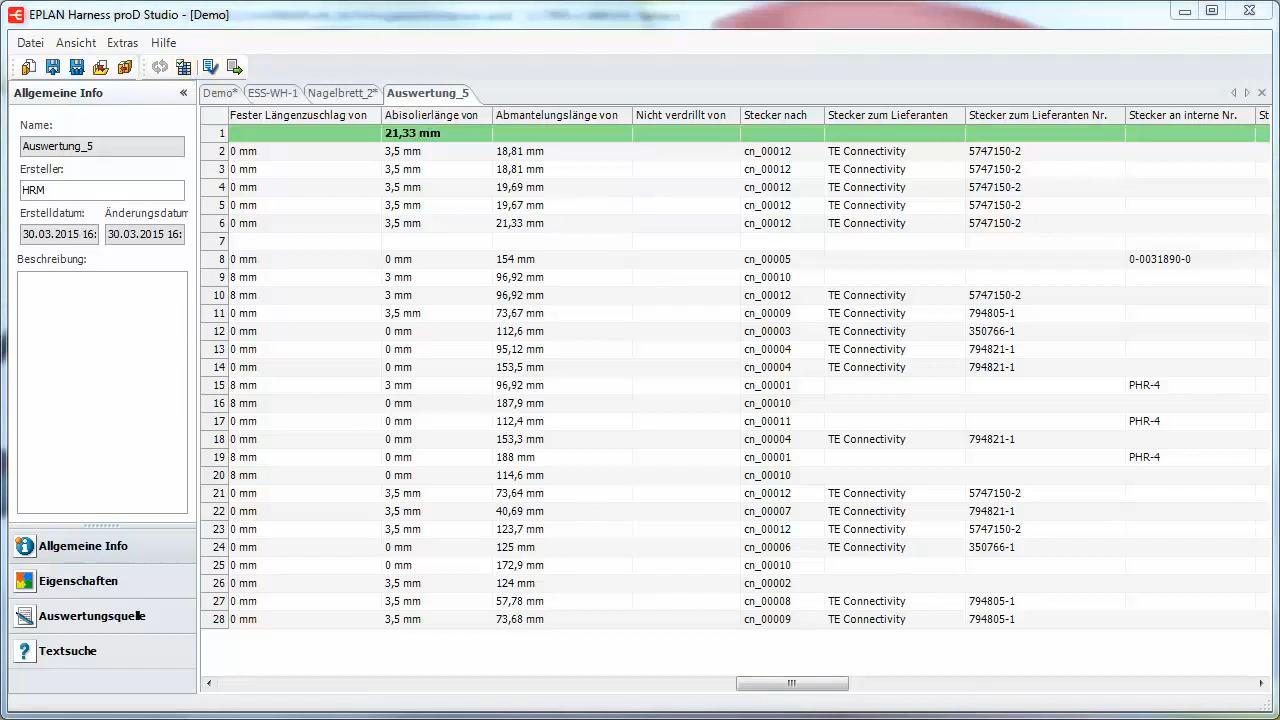 EPLAN Harness proD Studio - [Demo]
Datei Ansicht Extras Hilfe
Allgemeine Info «
Name:
Auswertung_5
Ersteller:
HRM
Erstelldatum: Änderungsdatum
30.03.2015 16: 30.03.2015 16:
Beschreibung:
Allgemeine Info
Eigenschaften
Auswertungsquelle
Textsuche
Demo* ESS-WH-1 Nagelbrett_2* Auswertung_5
Fester Längenzuschlag von Abisolierlänge von Abmantelungslänge von Nicht verdrillt von Stecker nach Stecker zum Lieferanten Stecker zum Lieferanten Nr. Stecker an interne Nr. St
1 21,33 mm
2 0 mm 3,5 mm 18,81 mm cn_00012 TE Connectivity 5747150-2
3 0 mm 3,5 mm 18,81 mm cn_00012 TE Connectivity 5747150-2
4 0 mm 3,5 mm 19,69 mm cn_00012 TE Connectivity 5747150-2
5 0 mm 3,5 mm 19,67 mm cn_00012 TE Connectivity 5747150-2
6 0 mm 3,5 mm 21,33 mm cn_00012 TE Connectivity 5747150-2
7
8 0 mm 0 mm 154 mm cn_00005 0-0031890-0
9 8 mm 3 mm 96,92 mm cn_00010
10 8 mm 3 mm 96,92 mm cn_00012 TE Connectivity 5747150-2
11 0 mm 3,5 mm 73,67 mm cn_00009 TE Connectivity 794805-1
12 0 mm 0 mm 112,6 mm cn_00003 TE Connectivity 350766-1
13 0 mm 0 mm 95,12 mm cn_00004 TE Connectivity 794821-1
14 0 mm 0 mm 153,5 mm cn_00004 TE Connectivity 794821-1
15 8 mm 3 mm 96,92 mm cn_00001 PHR-4
16 8 mm 0 mm 187,9 mm cn_00010
17 0 mm 0 mm 112,4 mm cn_00011 PHR-4
18 0 mm 0 mm 153,3 mm cn_00004 TE Connectivity 794821-1
19 8 mm 0 mm 188 mm cn_00001 PHR-4
20 8 mm 0 mm 114,6 mm cn_00010
21 0 mm 3,5 mm 73,64 mm cn_00012 TE Connectivity 5747150-2
22 0 mm 3,5 mm 40,69 mm cn_00007 TE Connectivity 794821-1
23 0 mm 3,5 mm 123,7 mm cn_00012 TE Connectivity 5747150-2
24 0 mm 0 mm 125 mm cn_00006 TE Connectivity 350766-1
25 0 mm 0 mm 172,9 mm cn_00010
26 0 mm 3,5 mm 124 mm cn_00002
27 0 mm 3,5 mm 57,78 mm cn_00008 TE Connectivity 794805-1
28 0 mm 3,5 mm 73,68 mm cn_00009 TE Connectivity 794805-1